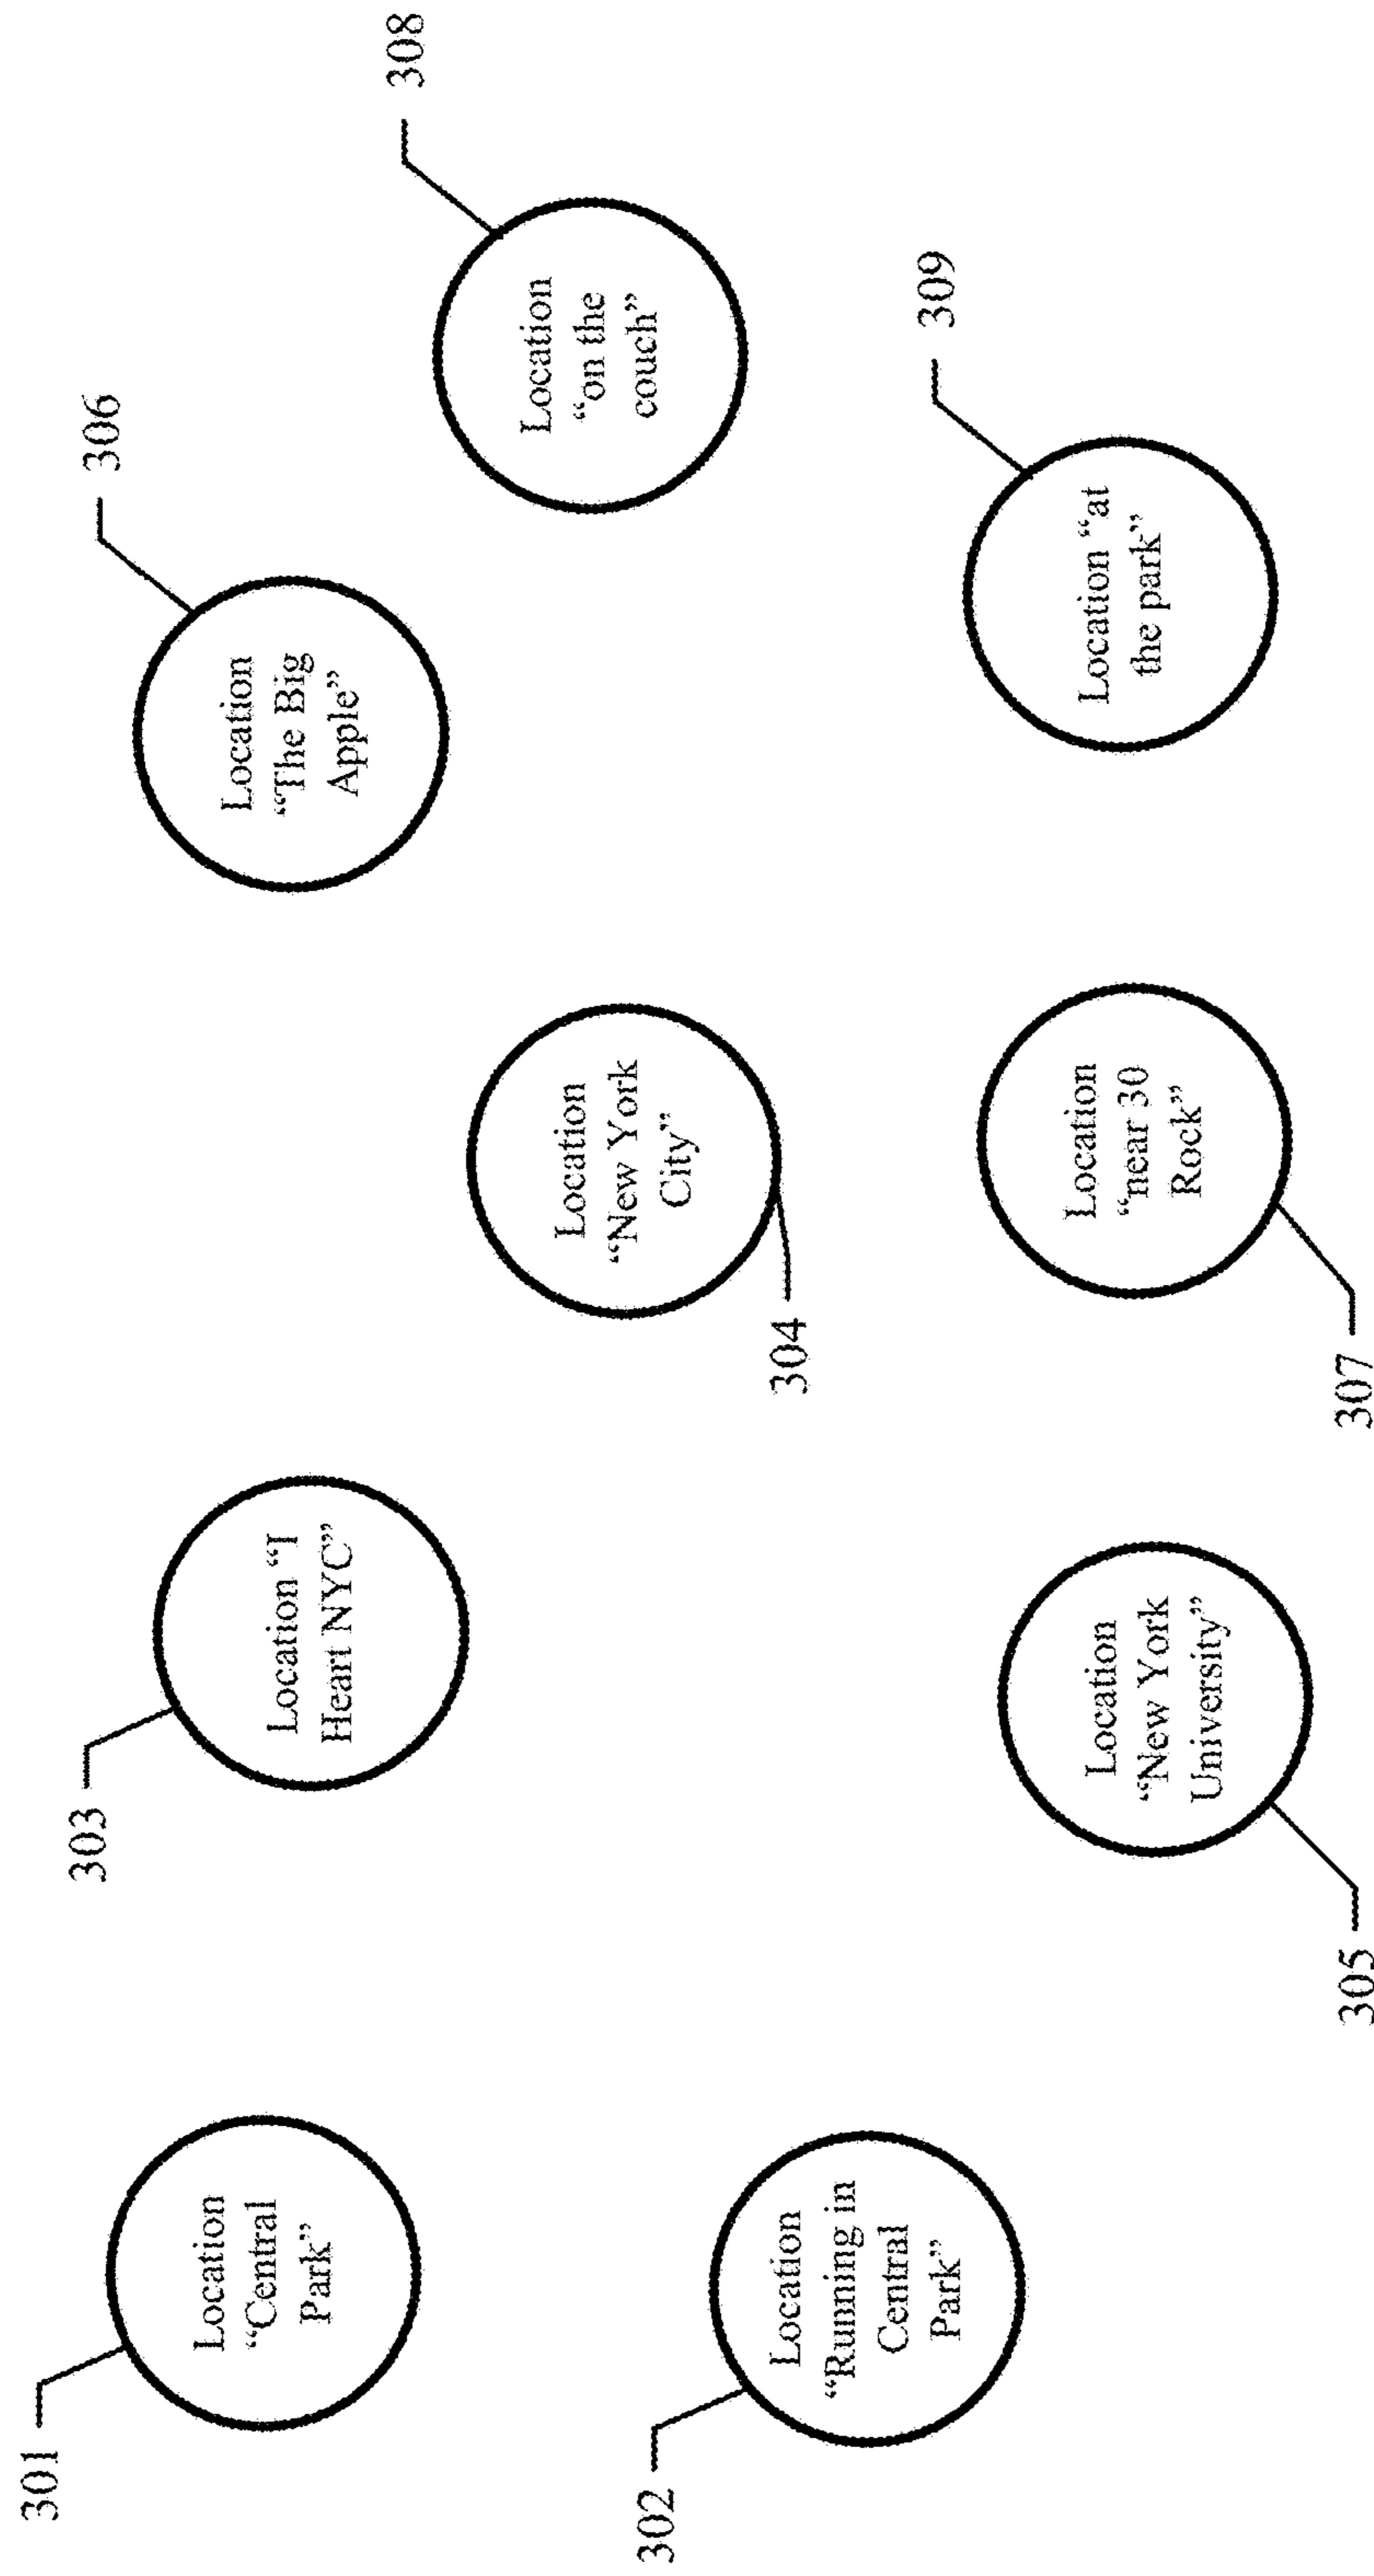 301
Location
“Central
Park”
302
Location
“Running in
Central
Park”
303
Location “I
Heart NYC”
304
Location
“New York
City”
305
Location
“New York
University”
306
Location
“The Big
Apple”
307
Location
“near 30
Rock”
308
Location
“on the
couch”
309
Location “at
the park”